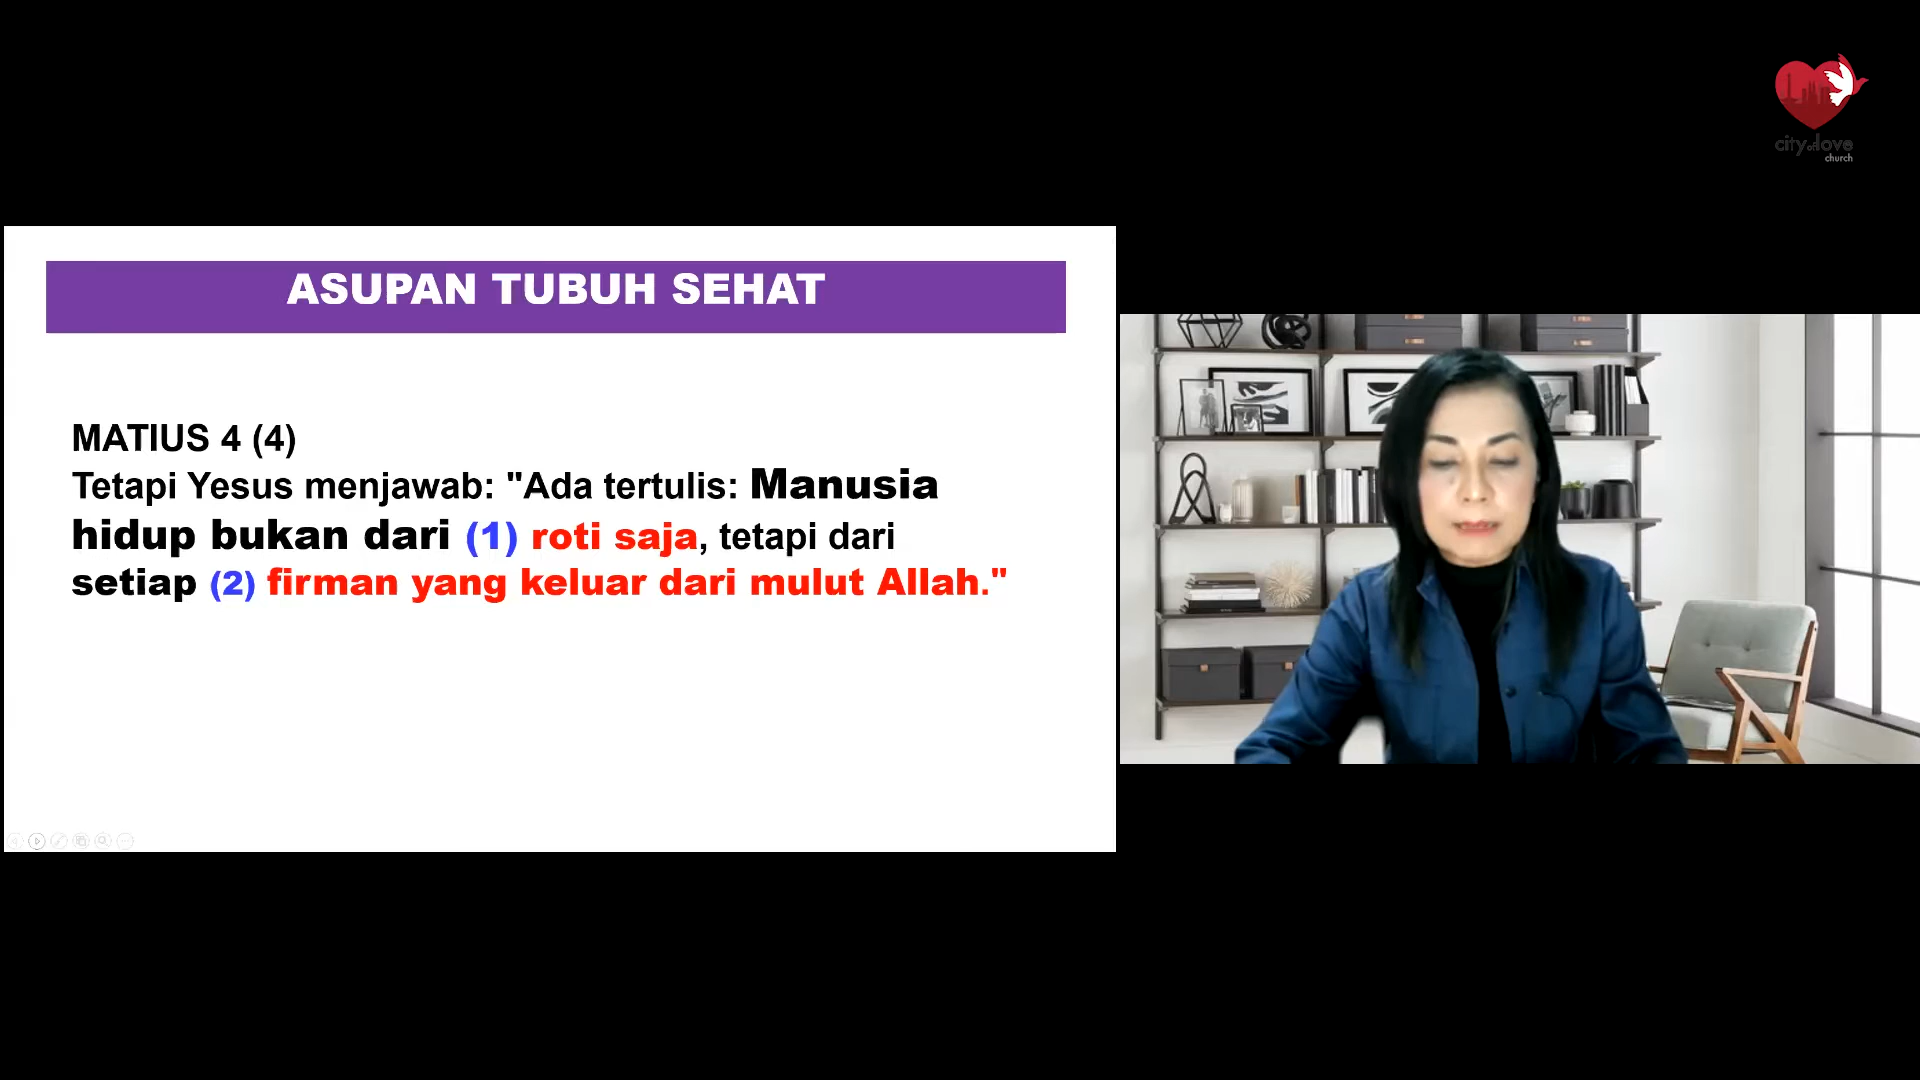 city of love
church
ASUPAN TUBUH SEHAT
MATIUS 4 (4)
Tetapi Yesus menjawab: "Ada tertulis: Manusia
hidup bukan dari (1) roti saja, tetapi dari
setiap (2) firman yang keluar dari mulut Allah."